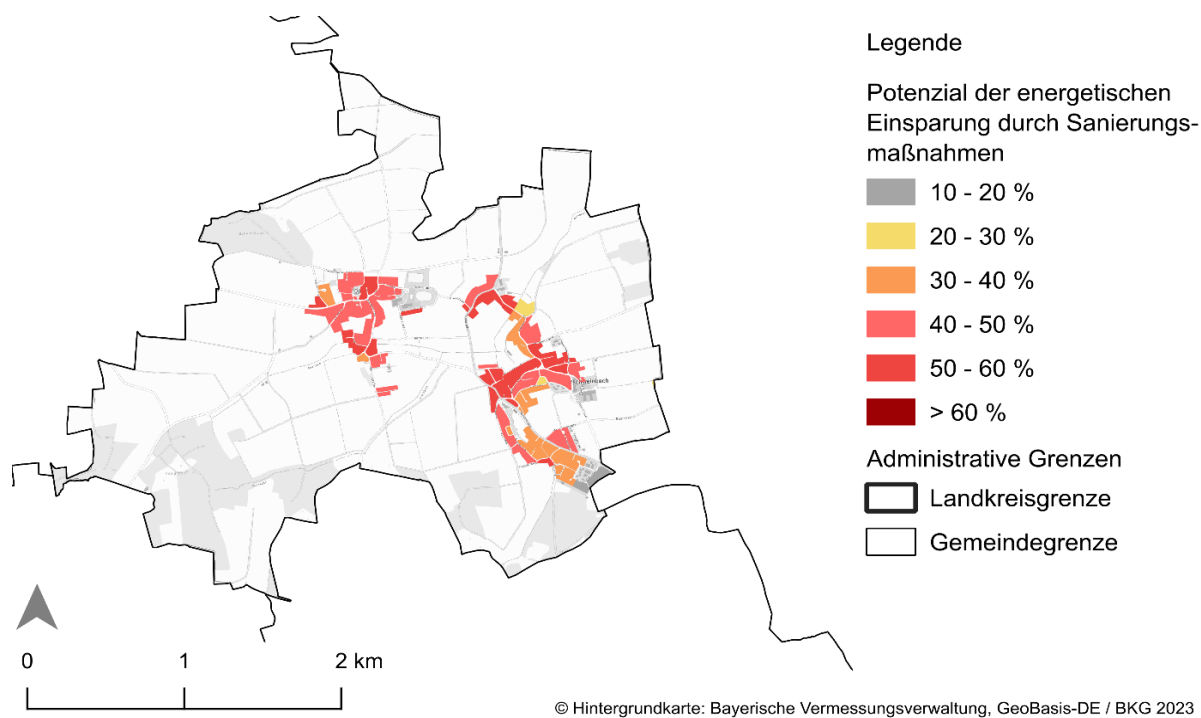 Legende
Potenzial der energetischen
Einsparung durch Sanierungs-
maßnahmen
10 - 20 %
20 - 30 %
30 - 40 %
40 - 50 %
50 - 60 %
> 60 %
Administrative Grenzen
Landkreisgrenze
Gemeindegrenze
0 1 2 km
© Hintergrundkarte: Bayerische Vermessungsverwaltung, GeoBasis-DE / BKG 2023